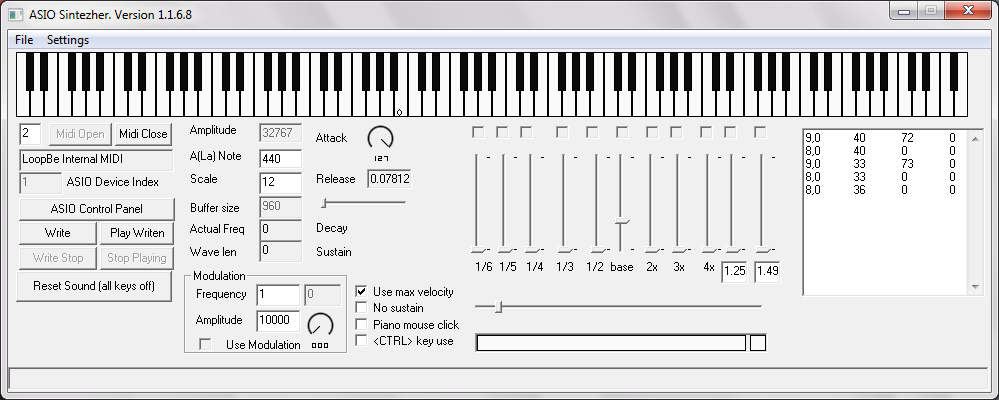 ASIO Sintezher. Version 1.1.6.8
File Settings
2 Midi Open Midi Close
LoopBe Internal MIDI
1 ASIO Device Index
ASIO Control Panel
Write Play Writen
Write Stop Stop Playing
Reset Sound (all keys off)
Amplitude 32767
A(La) Note 440
Scale 12
Buffer size 960
Actual Freq 0
Wave len 0
Attack
127
Release 0.07812
Decay
Sustain
Modulation
Frequency 1 0
Amplitude 10000
000
Use Modulation
Use max velocity
No sustain
Piano mouse click
<CTRL> key use
1/6 1/5 1/4 1/3 1/2 base 2x 3x 4x 1.25 1.49
9,0 40 72 0
8,0 40 0 0
9,0 33 73 0
8,0 33 0 0
8,0 36 0 0